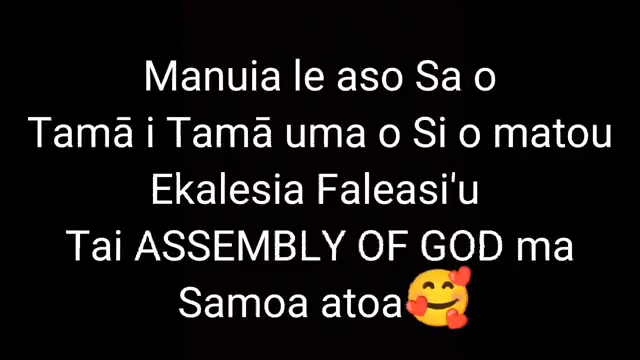 Manuia le aso Sa o
Tamā i Tamā uma o Si o matou
Ekalesia Faleasi'u
Tai ASSEMBLY OF GOD ma
Samoa atoa🥰